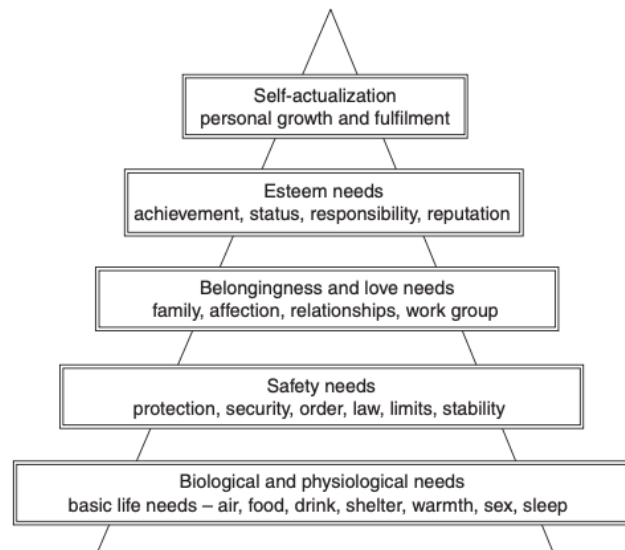 Self-actualization
personal growth and fulfilment
Esteem needs
achievement, status, responsibility, reputation
Belongingness and love needs
family, affection, relationships, work group
Safety needs
protection, security, order, law, limits, stability
Biological and physiological needs
basic life needs – air, food, drink, shelter, warmth, sex, sleep